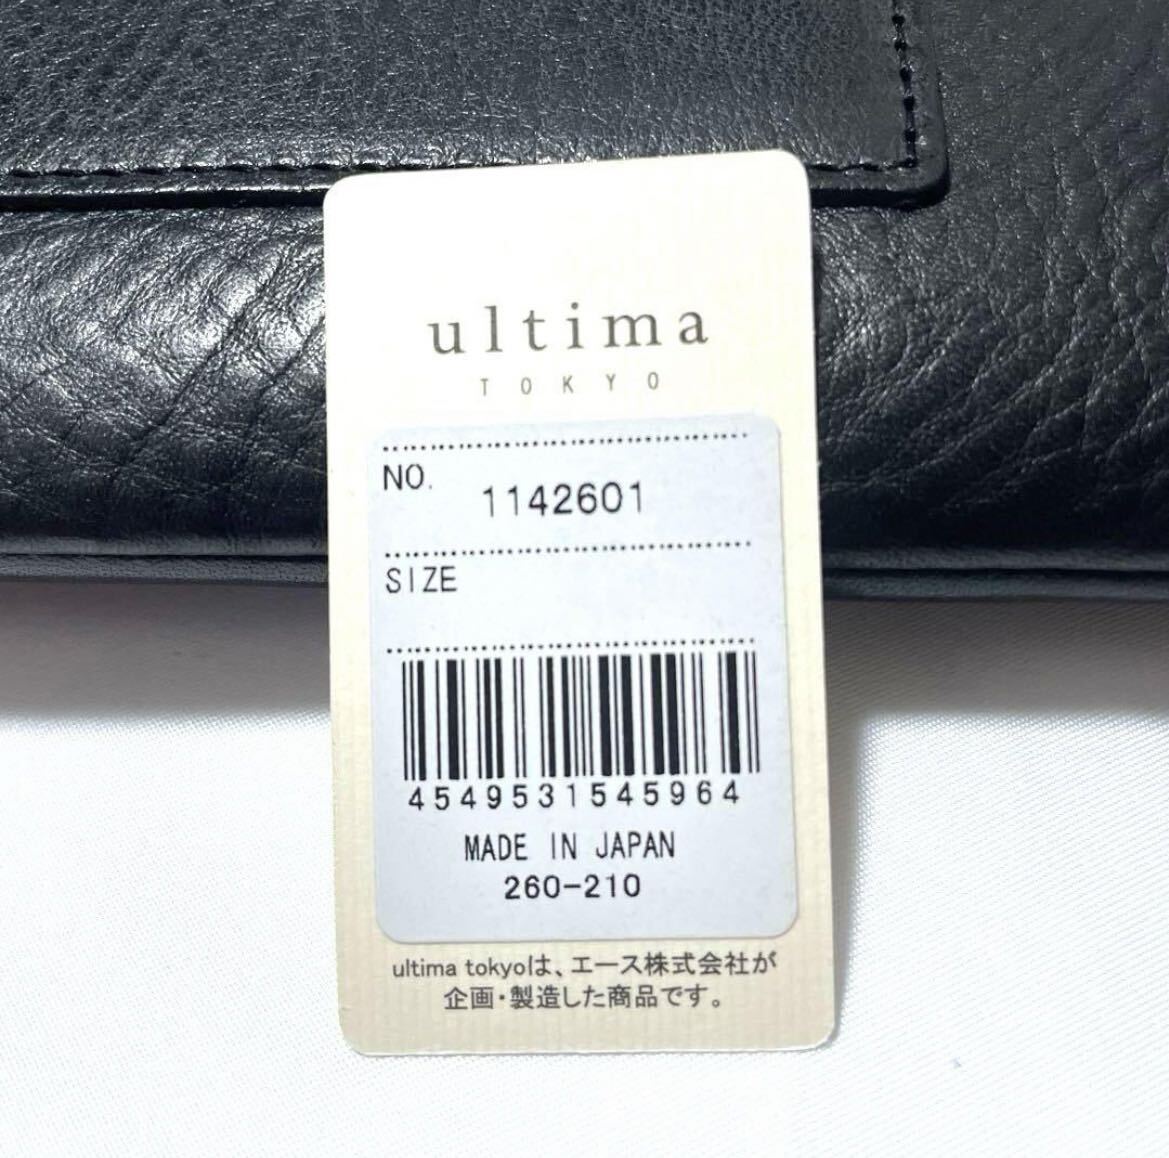 ultima
TOKYO
NO. 1142601
SIZE
4549531545964
MADE IN JAPAN
260-210
ultima tokyoは、エース株式会社が
企画・製造した商品です。